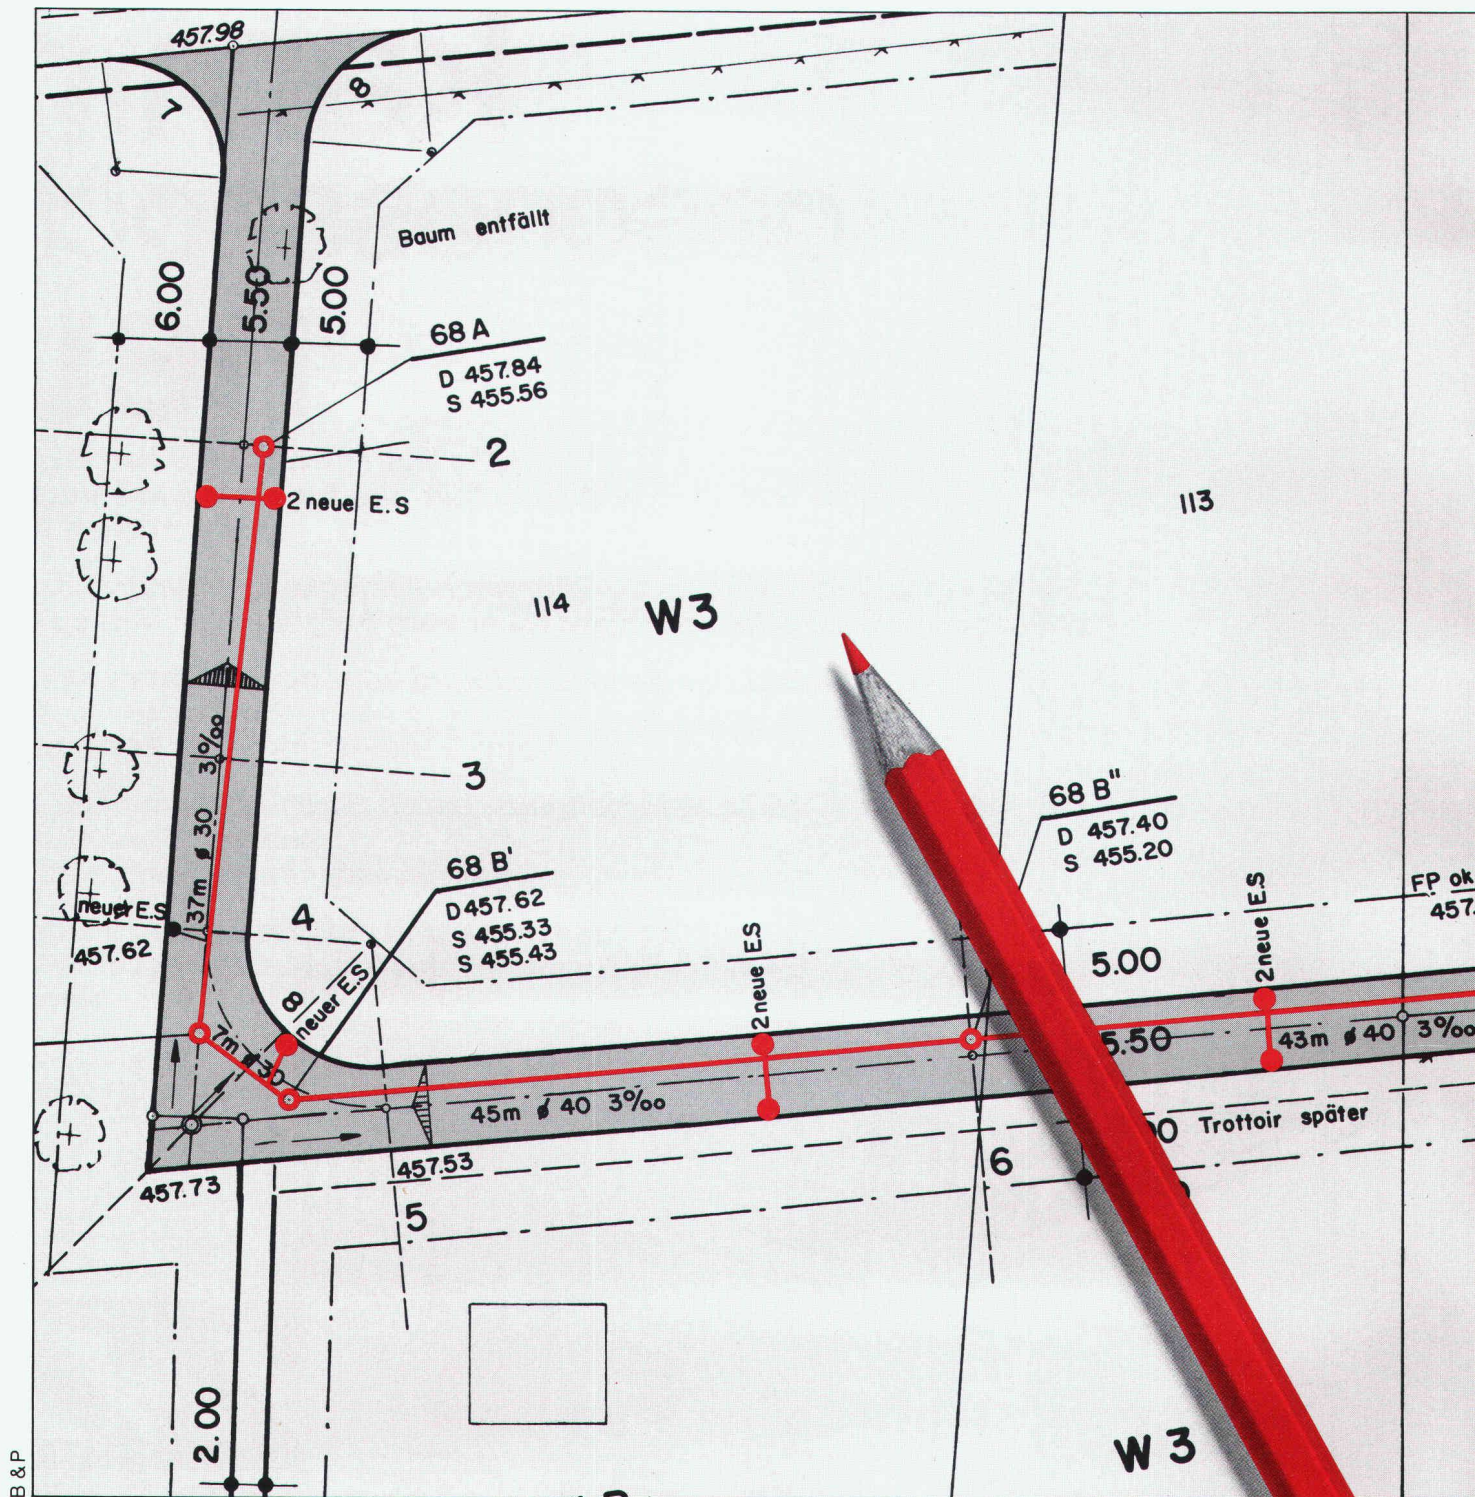 457.98
7
8
Baum entfällt
6.00
5.50
5.00
68 A
D 457.84
S 455.56
2
2 neue E.S
113
114
W 3
3
37m ø 30 3‰
68 B"
D 457.40
S 455.20
68 B'
D 457.62
S 455.33
S 455.43
neuer E.S
457.62
4
8
neuer E.S
2 neue E.S
2 neue E.S
FP ok
457.
5.00
5.50
7m ø 30
45m ø 40 3‰
43m ø 40 3‰
Trottoir später
457.73
457.53
5
6
2.00
W 3
B & P